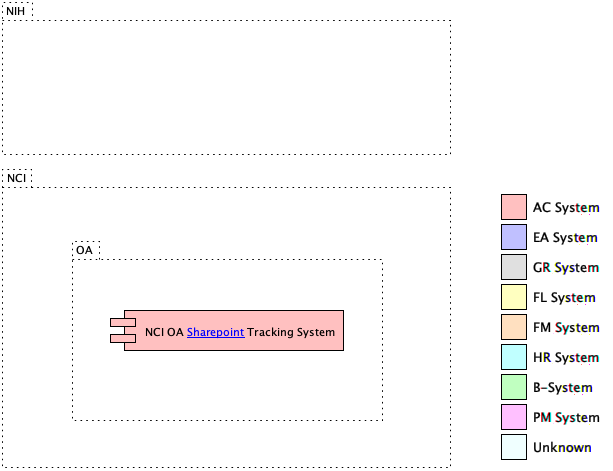 NIH
NCI
OA
NCI OA Sharepoint Tracking System
AC System
EA System
GR System
FL System
FM System
HR System
B-System
PM System
Unknown